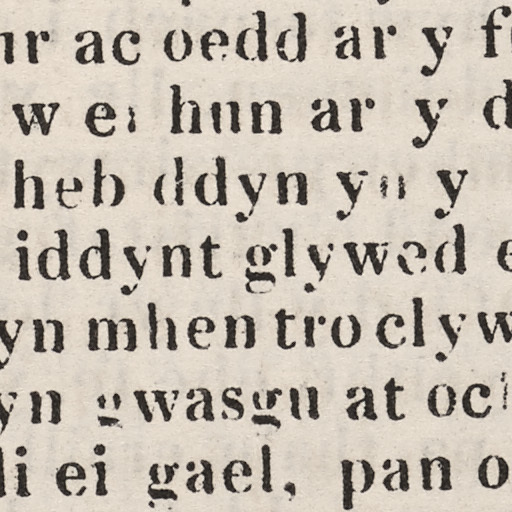 ac oedd ar y
w ei hun ar y
heb ddyn yn y
iddynt glywed
yn mhen tro clyw
yn gwasgu at
ei gael, pan